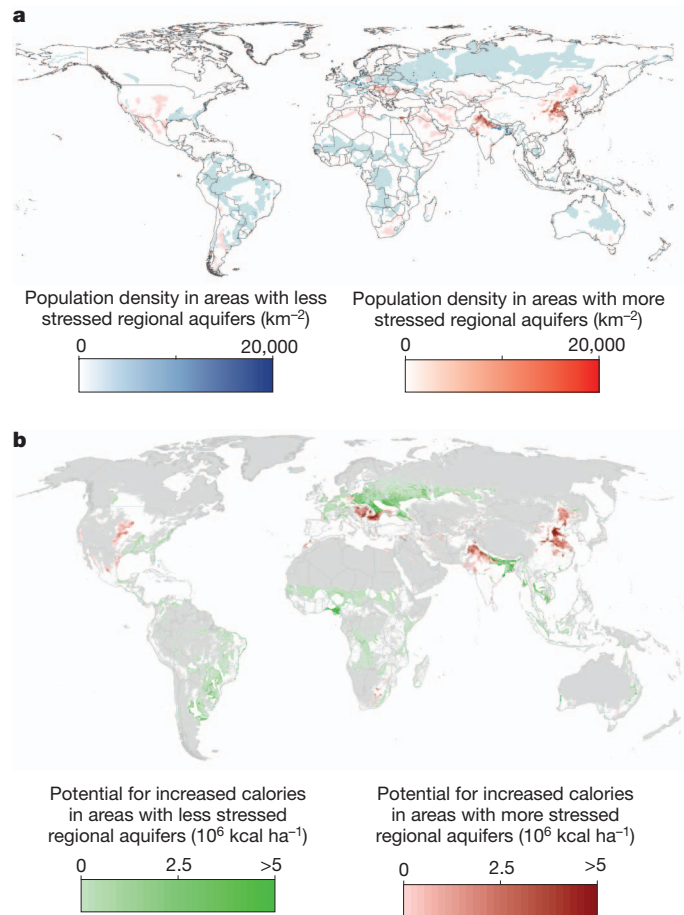 a
Population density in areas with less
stressed regional aquifers (km⁻²)
0 20,000
Population density in areas with more
stressed regional aquifers (km⁻²)
0 20,000
b
Potential for increased calories
in areas with less stressed
regional aquifers (10⁶ kcal ha⁻¹)
0 2.5 >5
Potential for increased calories
in areas with more stressed
regional aquifers (10⁶ kcal ha⁻¹)
0 2.5 >5